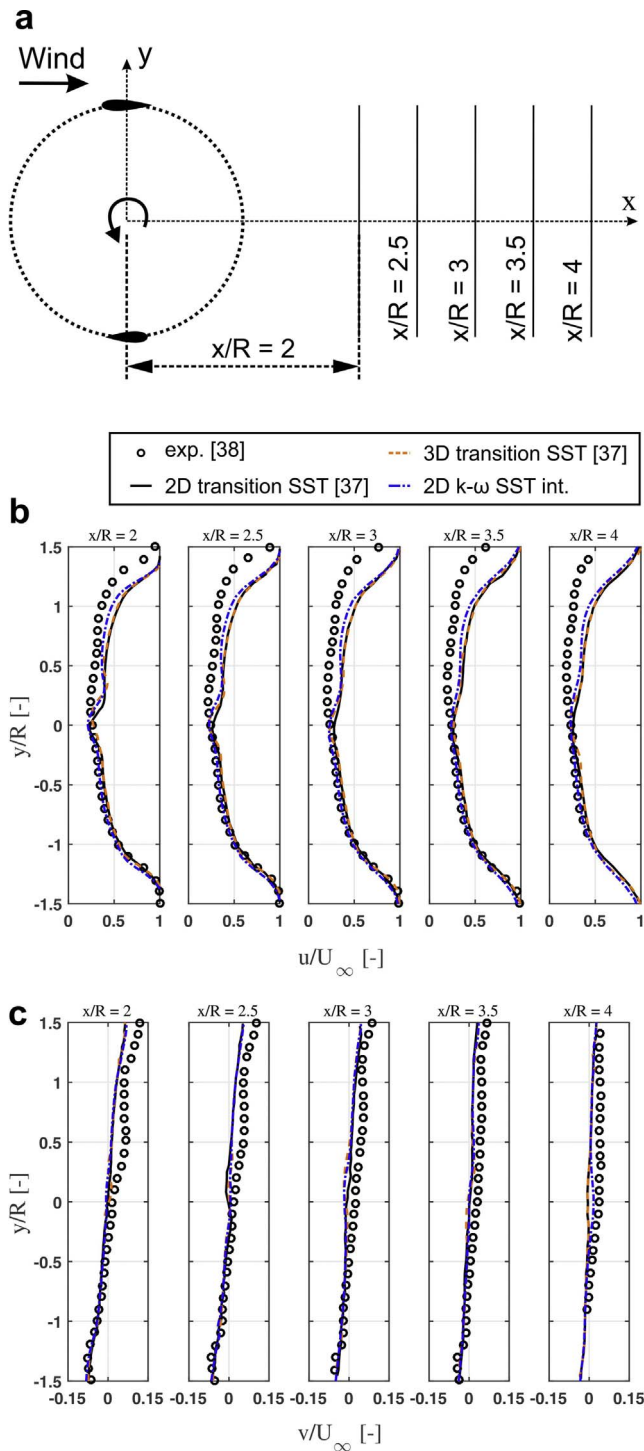 a
Wind
y
x
x/R = 2.5
x/R = 3
x/R = 3.5
x/R = 4
x/R = 2
exp. [38]
3D transition SST [37]
2D transition SST [37]
2D k-ω SST int.
b
x/R = 2
x/R = 2.5
x/R = 3
x/R = 3.5
x/R = 4
1.5
1
0.5
0
-0.5
-1
-1.5
y/R [-]
0 0.5 1 0.5 1 0.5 1 0.5 1 0.5 1
u/U∞ [-]
c
x/R = 2
x/R = 2.5
x/R = 3
x/R = 3.5
x/R = 4
1.5
1
0.5
0
-0.5
-1
-1.5
y/R [-]
-0.15 0 0.15 -0.15 0 0.15 -0.15 0 0.15 -0.15 0 0.15 -0.15 0 0.15
v/U∞ [-]